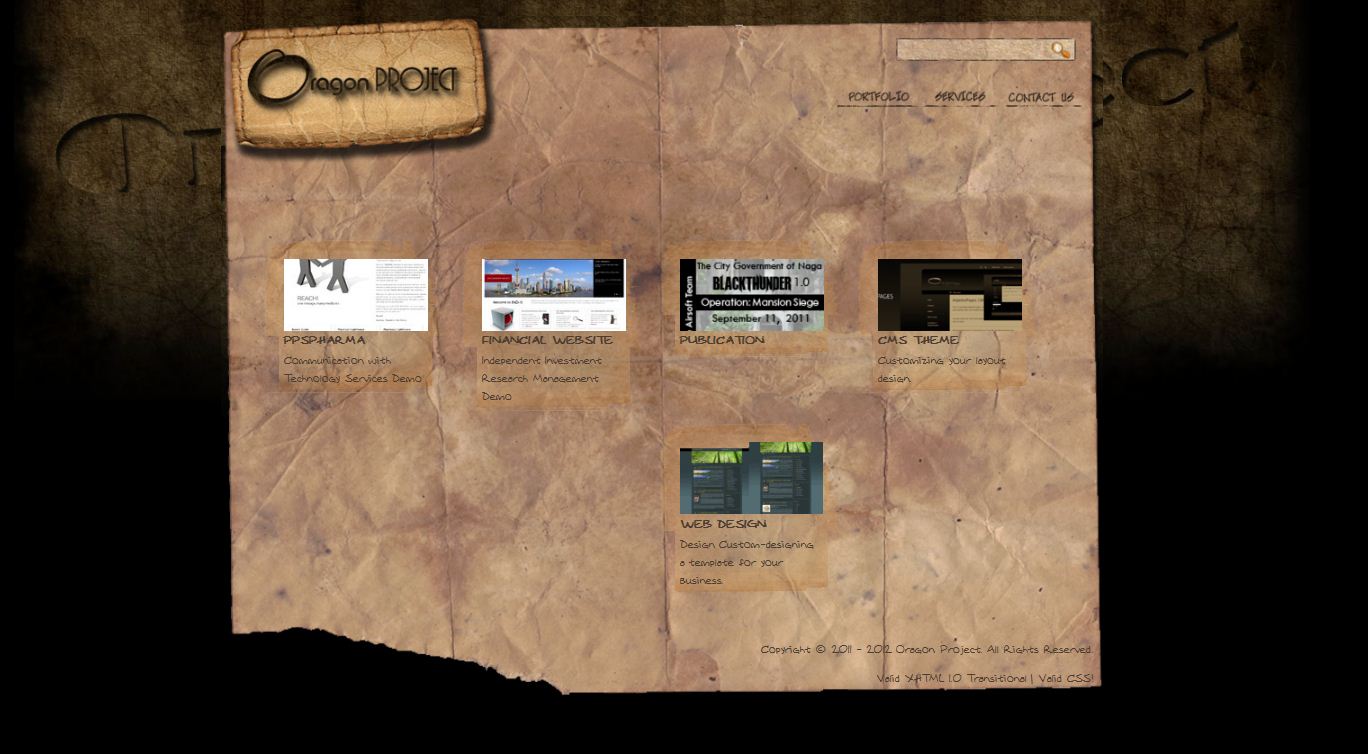 Oragon PROJECT
PORTFOLIO SERVICES CONTACT US
REACH!
PPSPHARMA
Communication with
Technology Services Demo
FINANCIAL WEBSITE
Independent Investment
Research Management
Demo
The City Government of Naga
BLACKTHUNDER 1.0
Operation: Mansion Siege
September 11, 2011
Airsoft Team
PUBLICATION
PAGES
CMS THEME
Customizing your layout
design.
WEB DESIGN
Design Custom-designing
a template for your
Business.
Copyright © 2011 - 2012 Oragon Project. All Rights Reserved.
Valid XHTML 1.0 Transitional | Valid CSS!